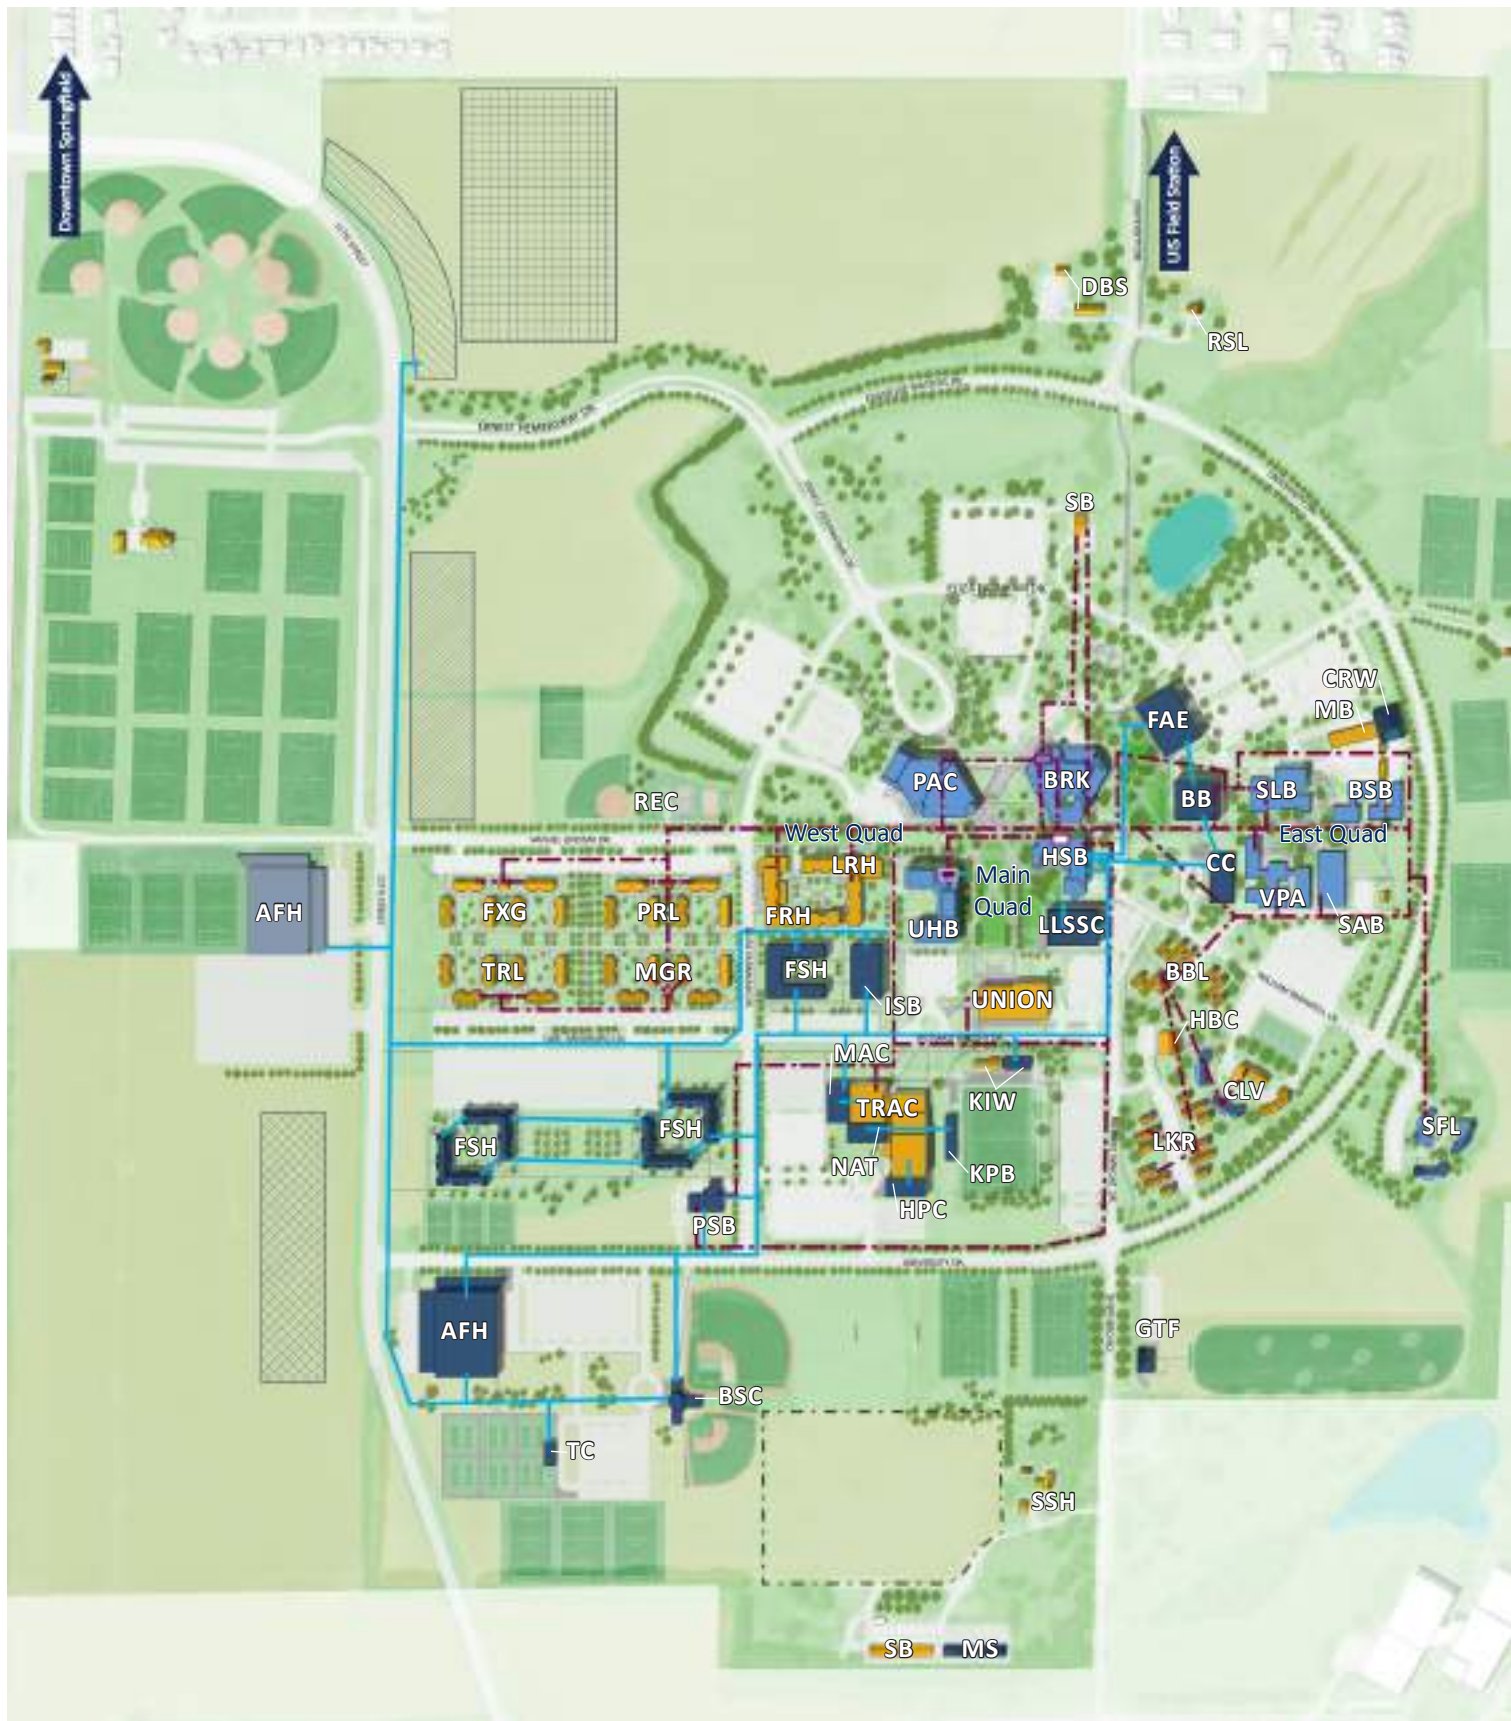 Downtown Springfield
UIS Field Station
DBS
RSL
SB
CRW
MB
FAE
PAC
BRK
BB
SLB
BSB
REC
West Quad
East Quad
LRH
HSB
CC
Main
Quad
VPA
AFH
FXG
PRL
FRH
UHB
LLSSC
SAB
TRL
MGR
FSH
ISB
UNION
BBL
HBC
MAC
KIW
CLV
TRAC
FSH
FSH
NAT
KPB
LKR
SFL
HPC
PSB
AFH
GTF
BSC
TC
SSH
SB
MS